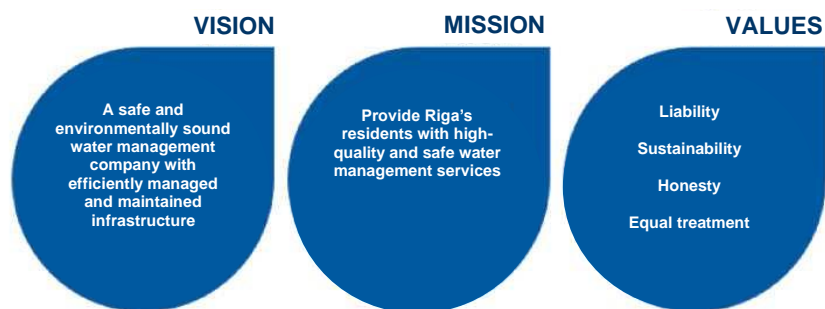 VISION
A safe and
environmentally sound
water management
company with
efficiently managed
and maintained
infrastructure
MISSION
Provide Riga's
residents with high-
quality and safe water
management services
VALUES
Liability
Sustainability
Honesty
Equal treatment